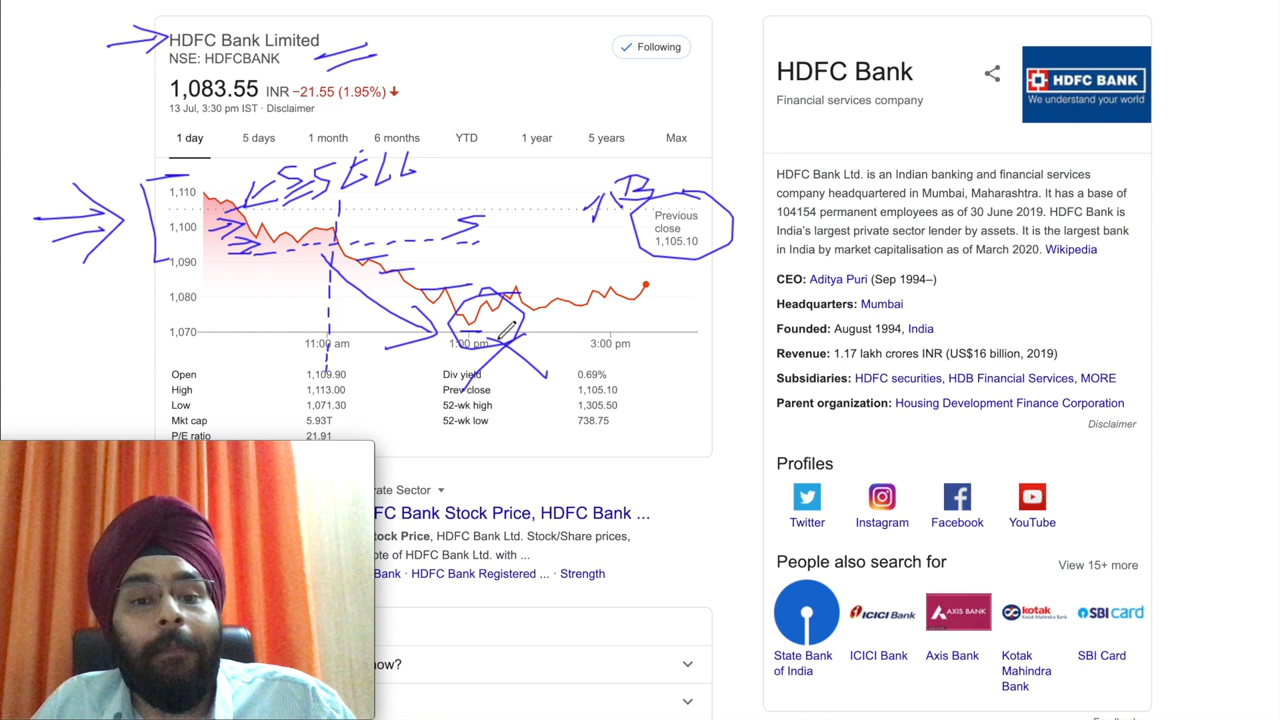 HDFC Bank Limited
NSE: HDFCBANK
Following
1,083.55 INR −21.55 (1.95%)
13 Jul, 3:30 pm IST · Disclaimer
1 day 5 days 1 month 6 months YTD 1 year 5 years Max
S S
S
B
1,110
1,100
1,090
1,080
1,070
Previous
close
1,105.10
11:00 am 1:00 pm 3:00 pm
Open 1,109.90 Div yield 0.69%
High 1,113.00 Prev close 1,105.10
Low 1,071.30 52-wk high 1,305.50
Mkt cap 5.93T 52-wk low 738.75
P/E ratio 21.91
vate Sector
FC Bank Stock Price, HDFC Bank ...
tock Price, HDFC Bank Ltd. Stock/Share prices,
ote of HDFC Bank Ltd. with ...
Bank · HDFC Bank Registered ... · Strength
now?
HDFC Bank
Financial services company
HDFC BANK
We understand your world
HDFC Bank Ltd. is an Indian banking and financial services
company headquartered in Mumbai, Maharashtra. It has a base of
104154 permanent employees as of 30 June 2019. HDFC Bank is
India's largest private sector lender by assets. It is the largest
bank in India by market capitalisation as of March 2020. Wikipedia
CEO: Aditya Puri (Sep 1994–)
Headquarters: Mumbai
Founded: August 1994, India
Revenue: 1.17 lakh crores INR (US$16 billion, 2019)
Subsidiaries: HDFC securities, HDB Financial Services, MORE
Parent organization: Housing Development Finance Corporation
Disclaimer
Profiles
Twitter Instagram Facebook YouTube
People also search for View 15+ more
ICICI Bank AXIS BANK kotak SBI card
State Bank of India
ICICI Bank
Axis Bank
Kotak Mahindra Bank
SBI Card